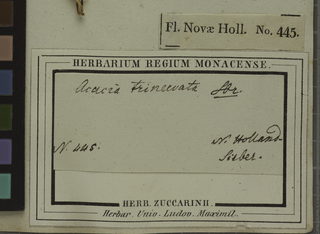 Fl. Novæ Holl. No. 445.
HERBARIUM REGIUM MONACENSE.
Acacia trinervata Sbr.
N. 445.
N. Holland.
Sieber.
HERB. ZUCCARINII.
Herbar. Univ. Ludov. Maximil.